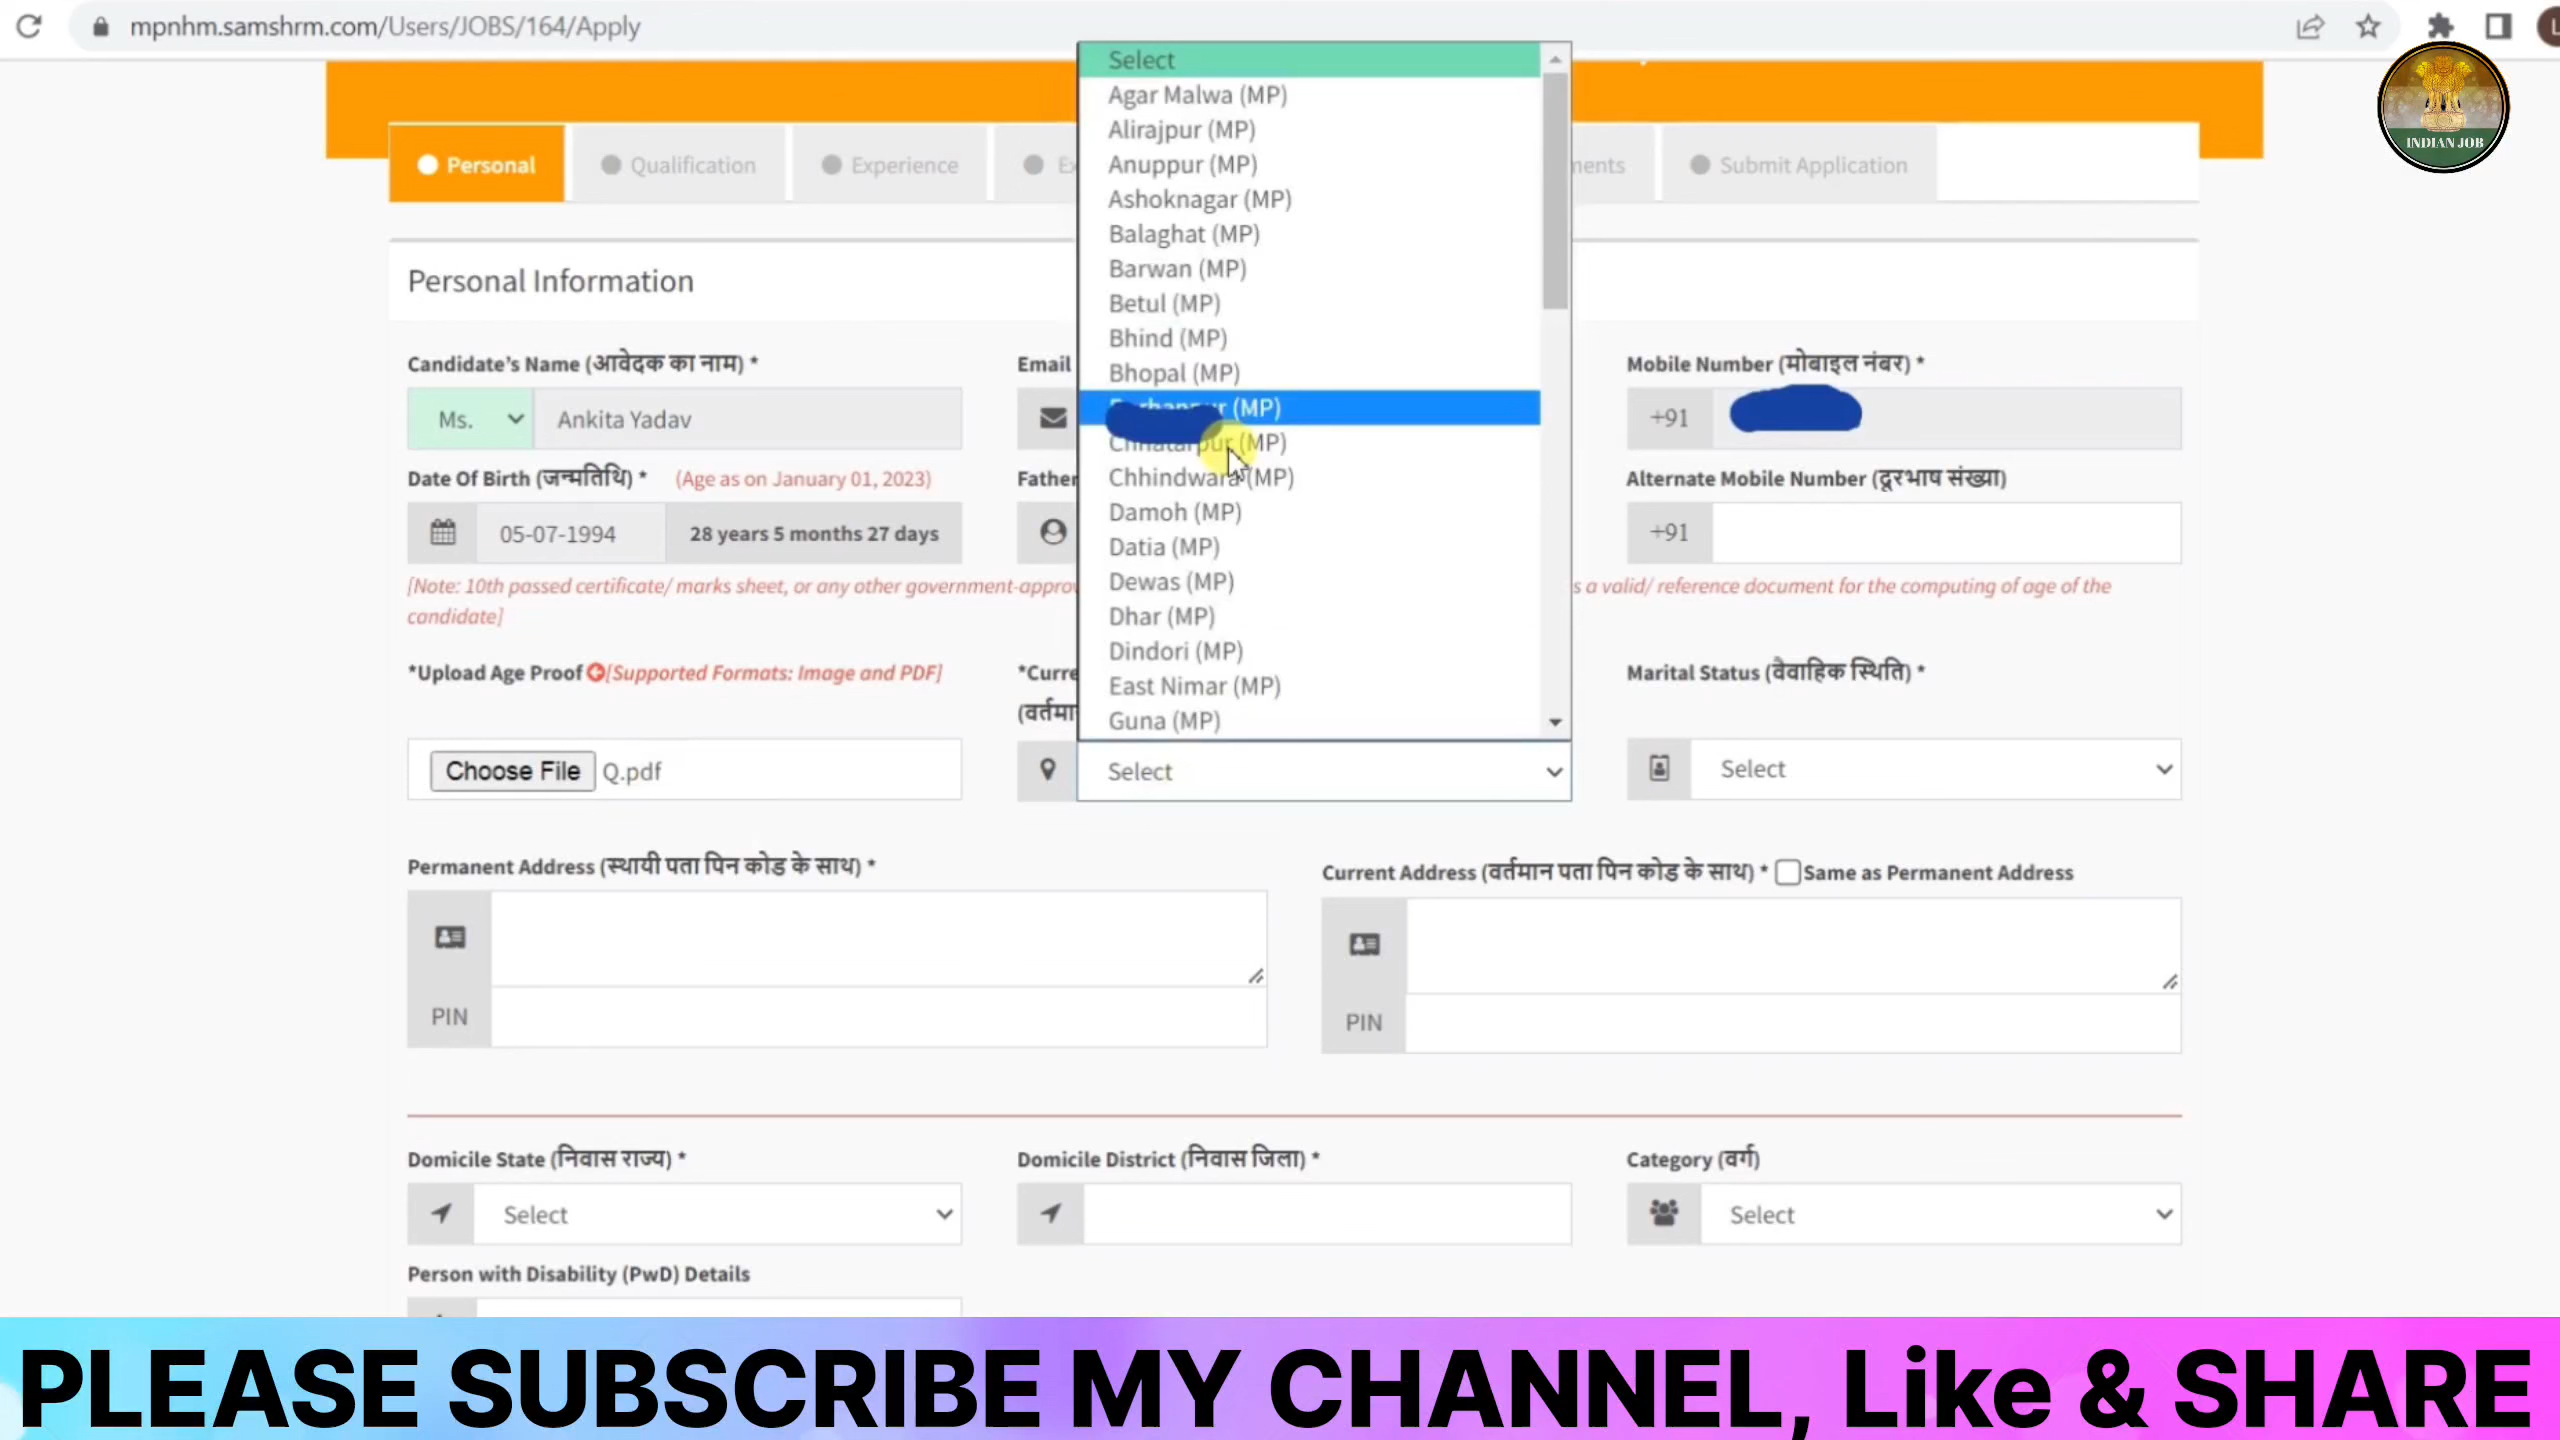 mpnhm.samshrm.com/Users/JOBS/164/Apply
INDIAN JOB
Personal
Qualification
Experience
Submit Application
Personal Information
Candidate's Name (आवेदक का नाम) *
Ms.
Ankita Yadav
Email
Mobile Number (मोबाइल नंबर) *
+91
Date Of Birth (जन्मतिथि) *
(Age as on January 01, 2023)
05-07-1994
28 years 5 months 27 days
Father
Alternate Mobile Number (दूरभाष संख्या)
+91
[Note: 10th passed certificate/ marks sheet, or any other
a valid/ reference document for the computing of age of the
candidate]
*Upload Age Proof [Supported Formats: Image and PDF]
Choose File Q.pdf
Select
Agar Malwa (MP)
Alirajpur (MP)
Anuppur (MP)
Ashoknagar (MP)
Balaghat (MP)
Barwan (MP)
Betul (MP)
Bhind (MP)
Bhopal (MP)
(MP)
Chhatarpur (MP)
Chhindwara (MP)
Damoh (MP)
Datia (MP)
Dewas (MP)
Dhar (MP)
Dindori (MP)
East Nimar (MP)
Guna (MP)
Select
Marital Status (वैवाहिक स्थिति) *
Select
Permanent Address (स्थायी पता पिन कोड के साथ) *
PIN
Current Address (वर्तमान पता पिन कोड के साथ) * Same as Permanent Address
PIN
Domicile State (निवास राज्य) *
Select
Domicile District (निवास जिला) *
Category (वर्ग)
Select
Person with Disability (PwD) Details
PLEASE SUBSCRIBE MY CHANNEL, Like & SHARE